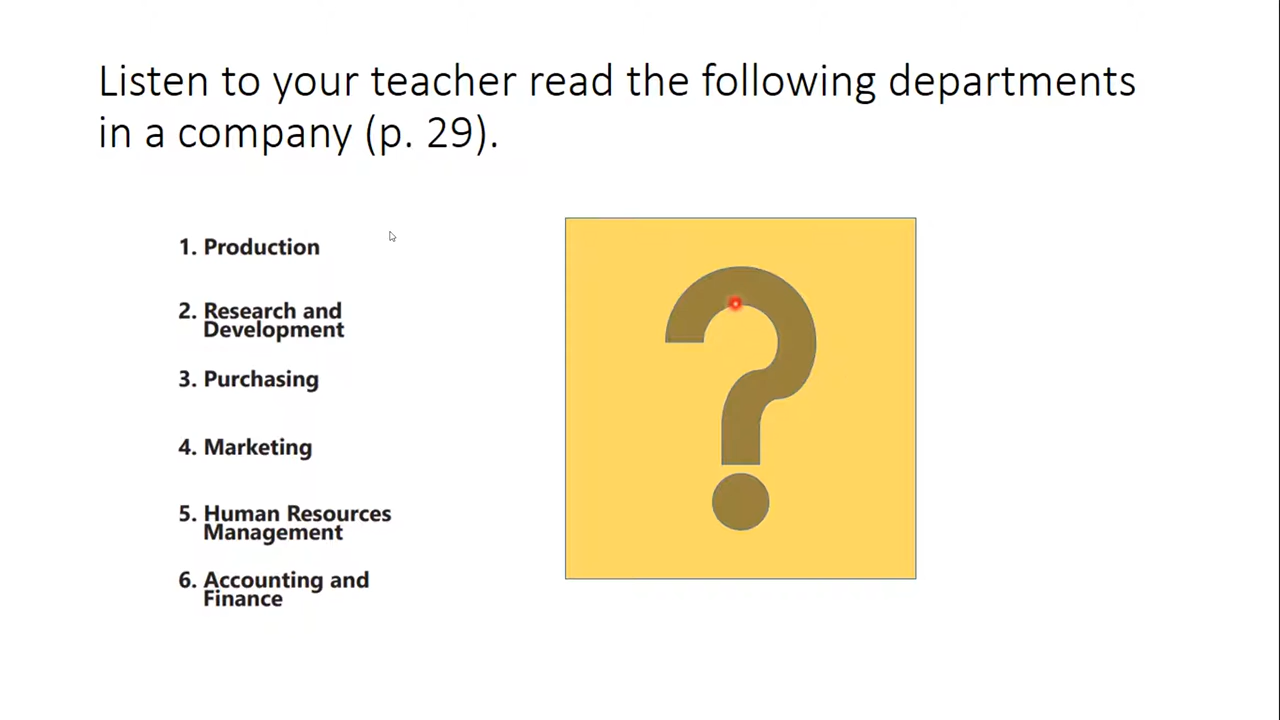 Listen to your teacher read the following departments
in a company (p. 29).
1. Production
2. Research and
Development
3. Purchasing
4. Marketing
5. Human Resources
Management
6. Accounting and
Finance
?